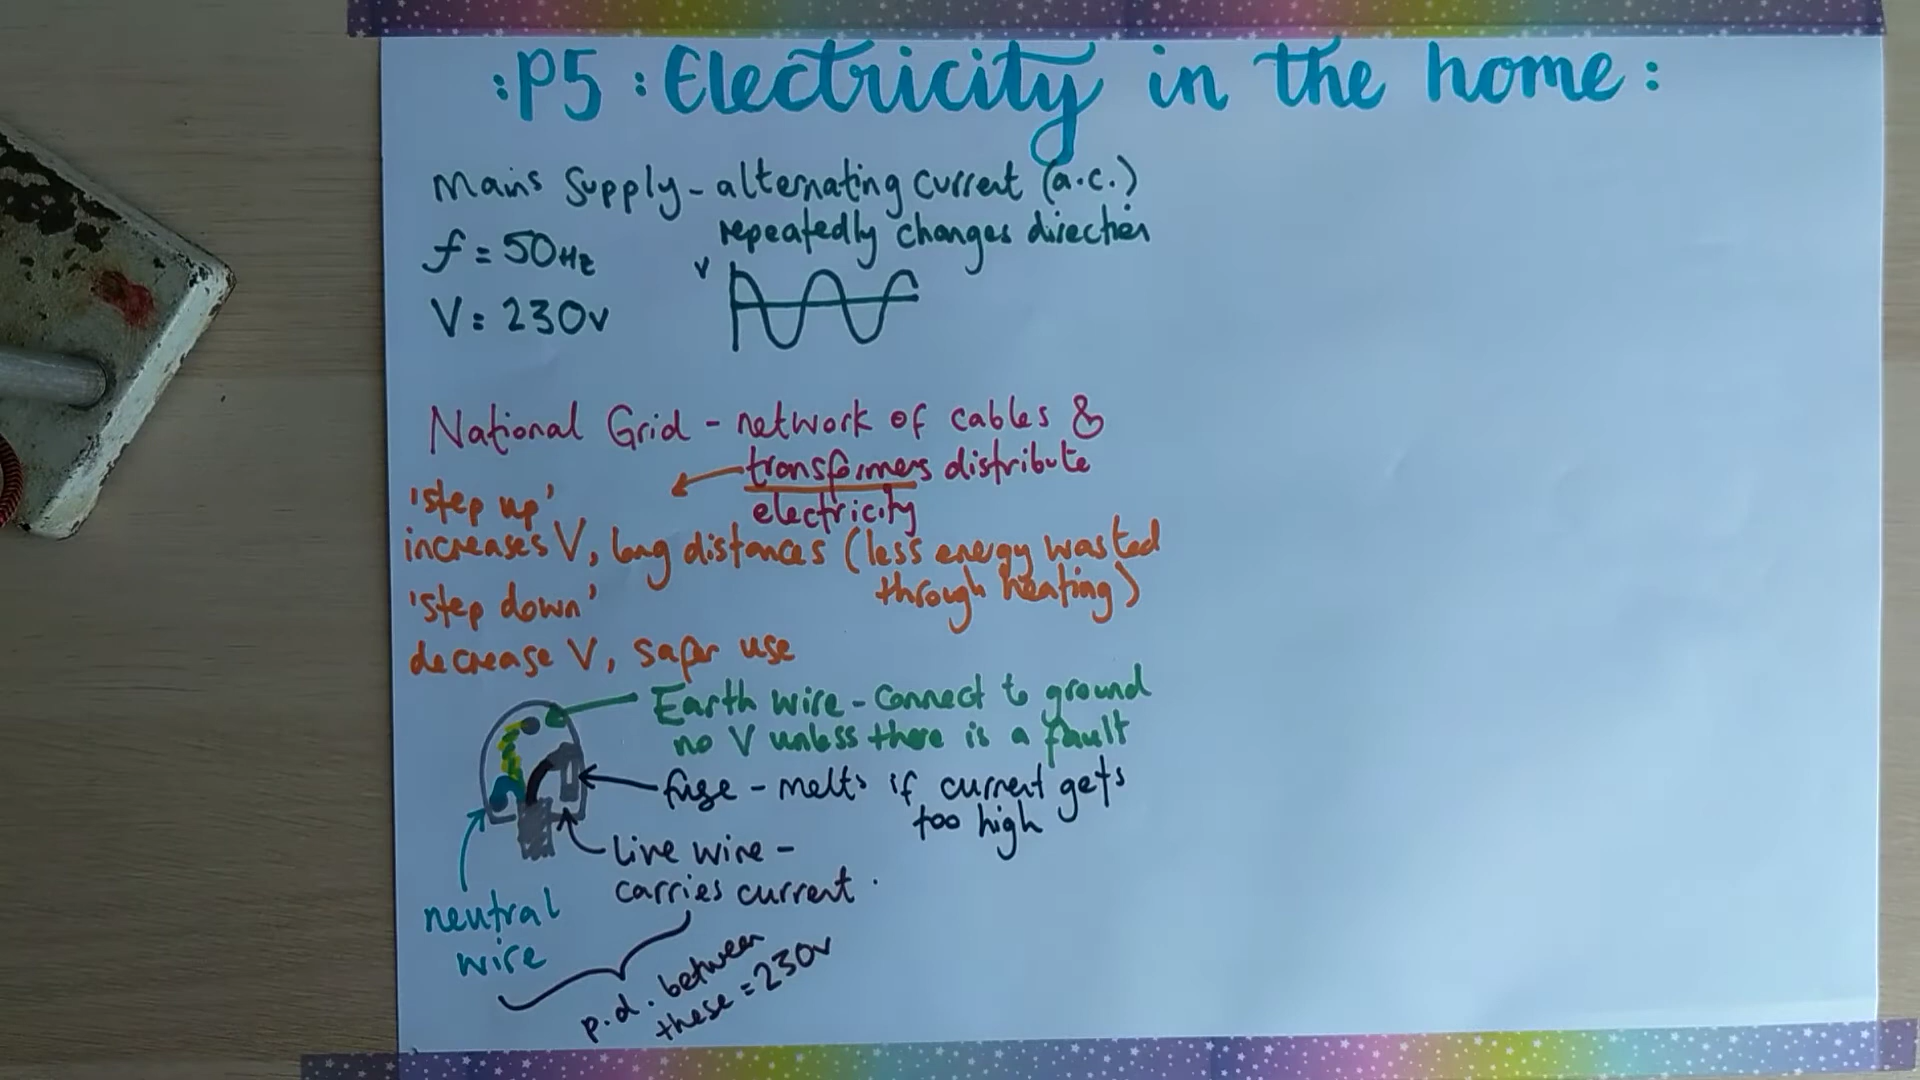 :P5: Electricity in the home:
Mains Supply - alternating current (a.c.)
repeatedly changes direction
f = 50Hz
V = 230v
V
National Grid - network of cables &
transformers distribute
electricity
'step up'
increases V, long distances (less energy wasted
through heating)
'step down'
decrease V, safer use
Earth wire - connect to ground
no V unless there is a fault
fuse - melts if current gets
too high
live wire -
carries current.
neutral
wire
p.d. between
these = 230v